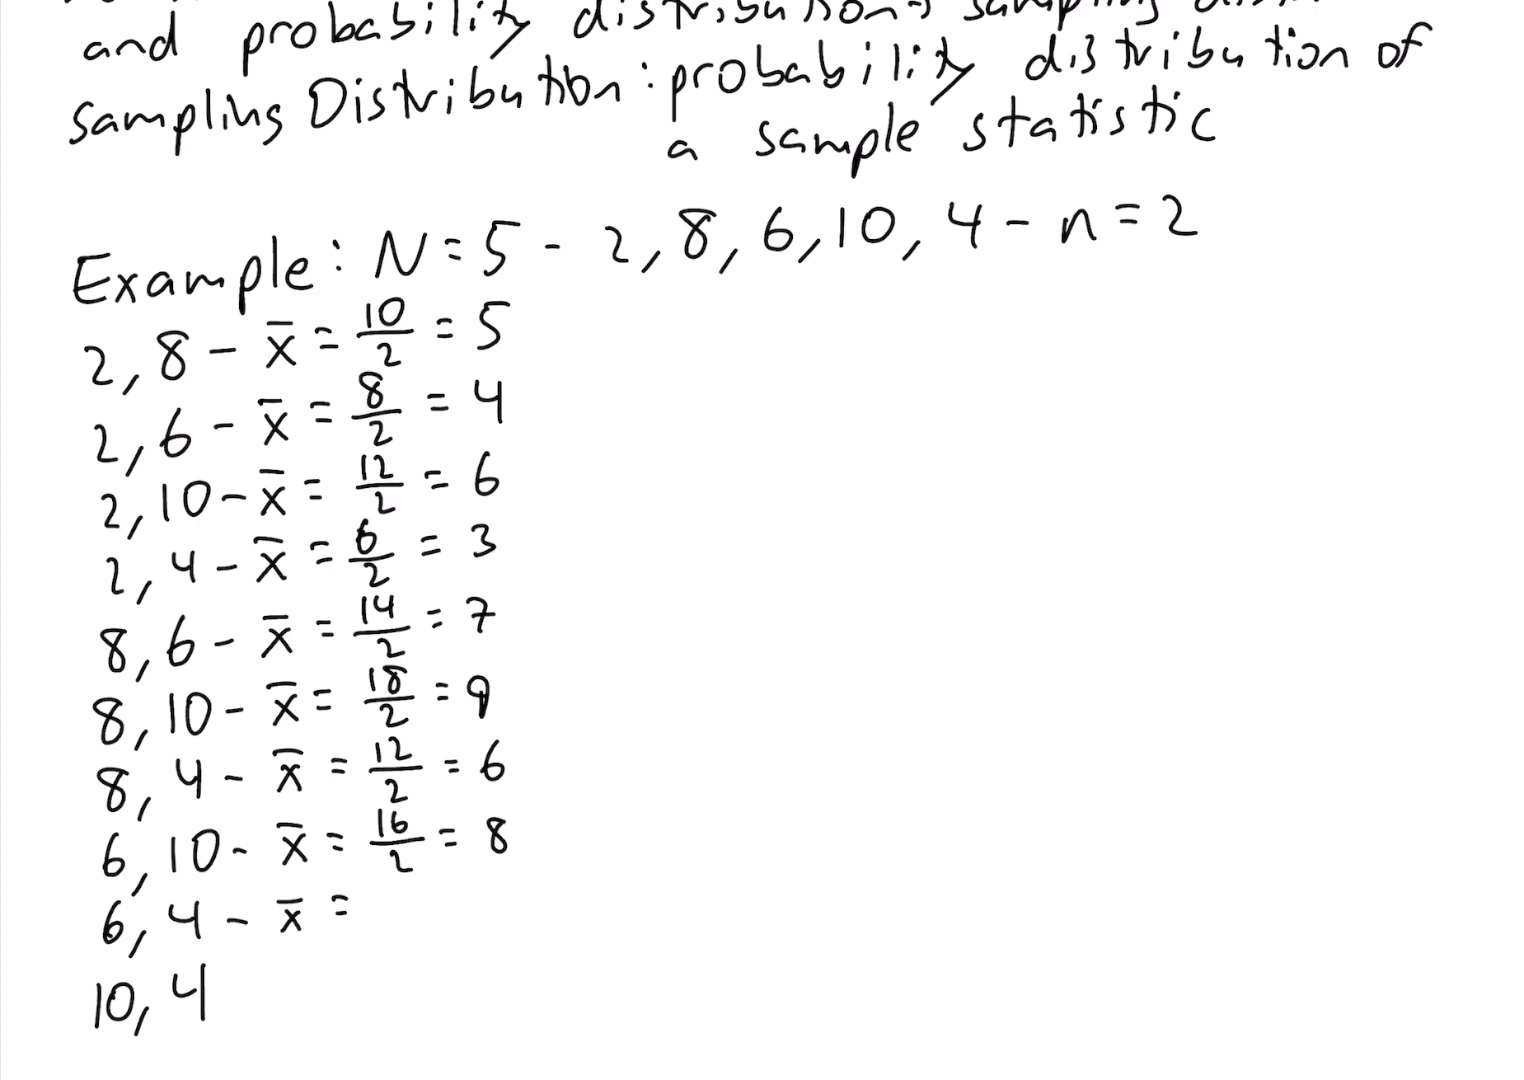 and probability distributions sampling
Sampling Distribution: probability distribution of
a sample statistic
Example: N=5 - 2, 8, 6, 10, 4 - n=2
2, 8 - x̄ = 10/2 = 5
2, 6 - x̄ = 8/2 = 4
2, 10 - x̄ = 12/2 = 6
2, 4 - x̄ = 6/2 = 3
8, 6 - x̄ = 14/2 = 7
8, 10 - x̄ = 18/2 = 9
8, 4 - x̄ = 12/2 = 6
6, 10 - x̄ = 16/2 = 8
6, 4 - x̄ =
10, 4